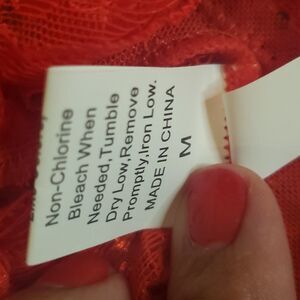 Non-Chlorine
Bleach When
Needed,Tumble
Dry Low,Remove
Promptly,Iron Low.
MADE IN CHINA
M